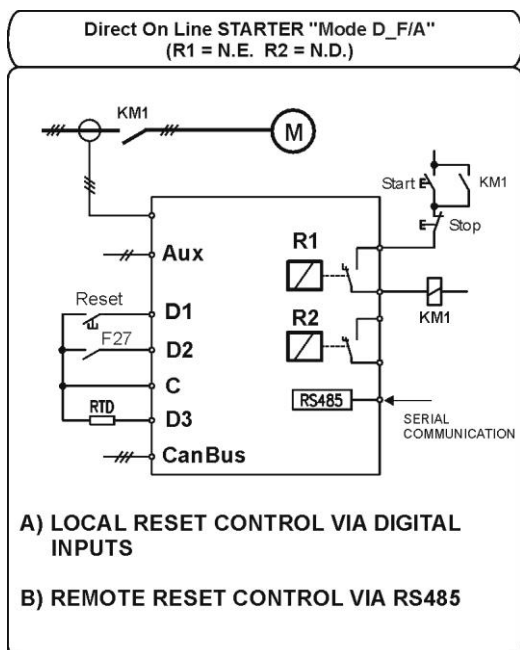 Direct On Line STARTER "Mode D_F/A"
(R1 = N.E.  R2 = N.D.)
KM1
M
Start
KM1
Stop
R1
Aux
Reset
D1
KM1
F27
D2
R2
C
RTD
D3
RS485
SERIAL
COMMUNICATION
CanBus
A) LOCAL RESET CONTROL VIA DIGITAL
INPUTS
B) REMOTE RESET CONTROL VIA RS485